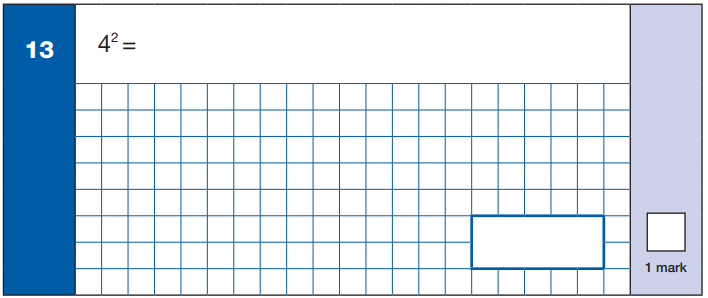 13
4² =
1 mark